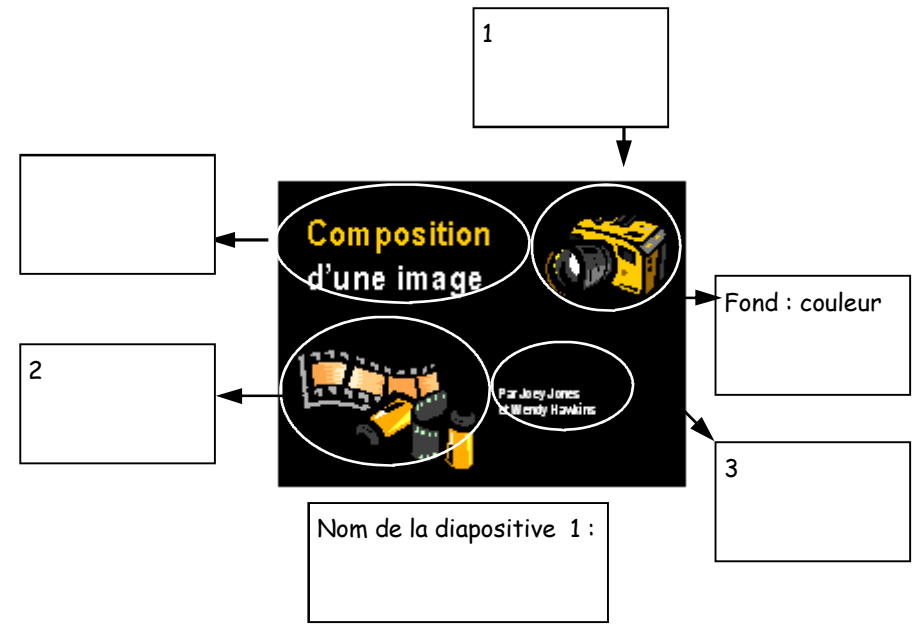 1
Composition
d'une image
Fond : couleur
2
Par Joey Jones
et Wendy Hawkins
3
Nom de la diapositive 1 :